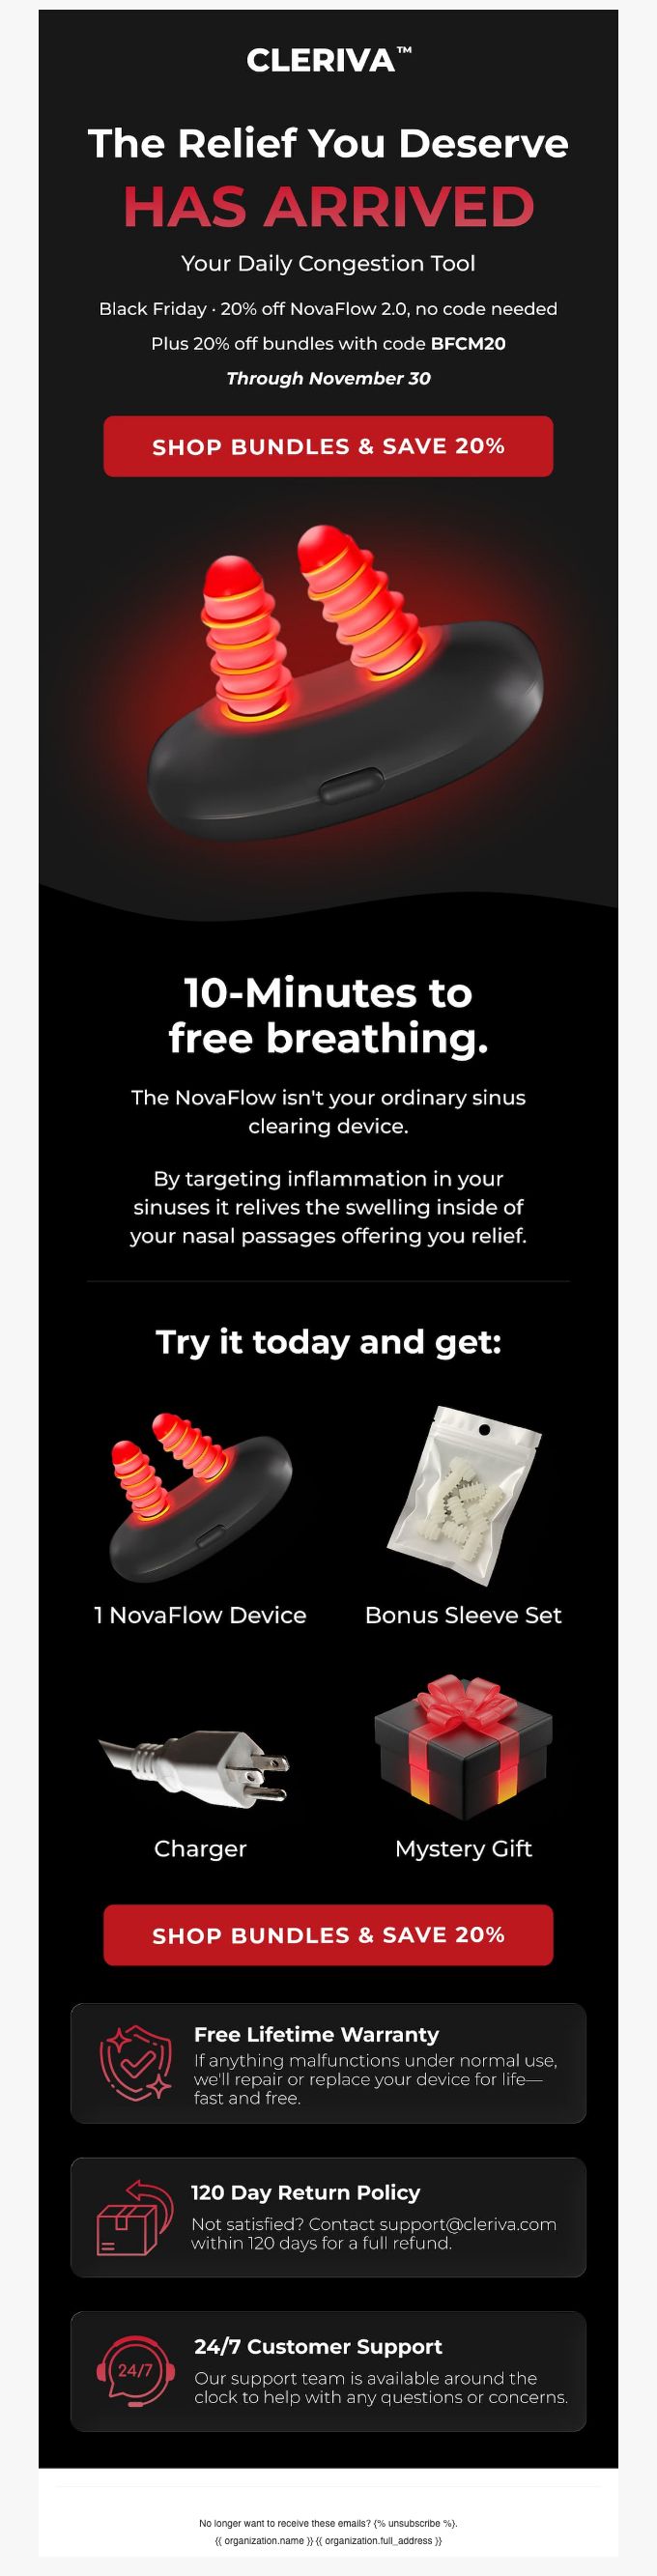 CLERIVA™
The Relief You Deserve
HAS ARRIVED
Your Daily Congestion Tool
Black Friday · 20% off NovaFlow 2.0, no code needed
Plus 20% off bundles with code BFCM20
Through November 30
SHOP BUNDLES & SAVE 20%
10-Minutes to
free breathing.
The NovaFlow isn't your ordinary sinus
clearing device.
By targeting inflammation in your
sinuses it relives the swelling inside of
your nasal passages offering you relief.
Try it today and get:
1 NovaFlow Device
Bonus Sleeve Set
Charger
Mystery Gift
SHOP BUNDLES & SAVE 20%
Free Lifetime Warranty
If anything malfunctions under normal use,
we'll repair or replace your device for life—
fast and free.
120 Day Return Policy
Not satisfied? Contact support@cleriva.com
within 120 days for a full refund.
24/7
24/7 Customer Support
Our support team is available around the
clock to help with any questions or concerns.
No longer want to receive these emails? {% unsubscribe %}.
{{ organization.name }} {{ organization.full_address }}